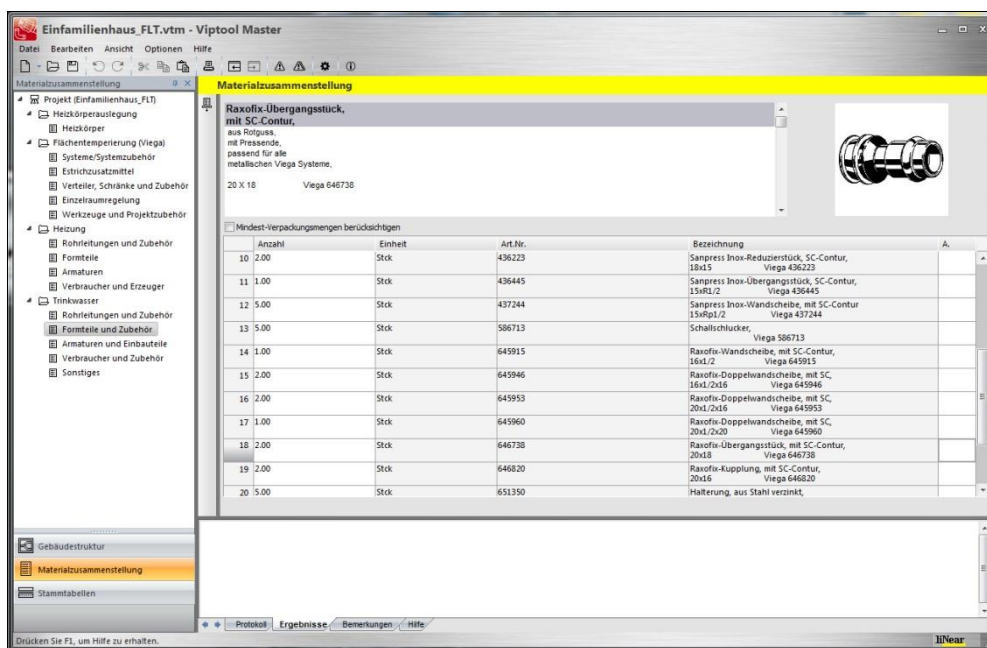 Einfamilienhaus_FLT.vtm - Viptool Master
Datei Bearbeiten Ansicht Optionen Hilfe
Materialzusammenstellung
Projekt (Einfamilienhaus_FLT)
Heizkörperauslegung
Heizkörper
Flächentemperierung (Viega)
Systeme/Systemzubehör
Estrichzusatzmittel
Verteiler, Schränke und Zubehör
Einzelraumregelung
Werkzeuge und Projektzubehör
Heizung
Rohrleitungen und Zubehör
Formteile
Armaturen
Verbraucher und Erzeuger
Trinkwasser
Rohrleitungen und Zubehör
Formteile und Zubehör
Armaturen und Einbauteile
Verbraucher und Zubehör
Sonstiges
Gebäudestruktur
Materialzusammenstellung
Stammtabellen
Materialzusammenstellung
Raxofix-Übergangsstück,
mit SC-Contur,
aus Rotguss,
mit Pressende,
passend für alle
metallischen Viega Systeme,
20 X 18 Viega 646738
Mindest-Verpackungsmengen berücksichtigen
Anzahl Einheit Art.Nr. Bezeichnung A.
10 2.00 Stck 436223 Sanpress Inox-Reduzierstück, SC-Contur,
18x15 Viega 436223
11 1.00 Stck 436445 Sanpress Inox-Übergangsstück, SC-Contur,
15xR1/2 Viega 436445
12 5.00 Stck 437244 Sanpress Inox-Wandscheibe, mit SC-Contur
15xRp1/2 Viega 437244
13 5.00 Stck 586713 Schallschlucker,
Viega 586713
14 1.00 Stck 645915 Raxofix-Wandscheibe, mit SC-Contur,
16x1/2 Viega 645915
15 2.00 Stck 645946 Raxofix-Doppelwandscheibe, mit SC,
16x1/2x16 Viega 645946
16 2.00 Stck 645953 Raxofix-Doppelwandscheibe, mit SC,
20x1/2x16 Viega 645953
17 1.00 Stck 645960 Raxofix-Doppelwandscheibe, mit SC,
20x1/2x20 Viega 645960
18 2.00 Stck 646738 Raxofix-Übergangsstück, mit SC-Contur,
20x18 Viega 646738
19 2.00 Stck 646820 Raxofix-Kupplung, mit SC-Contur,
20x16 Viega 646820
20 5.00 Stck 651350 Halterung, aus Stahl verzinkt,
Protokoll Ergebnisse Bemerkungen Hilfe
Drücken Sie F1, um Hilfe zu erhalten.
liNear